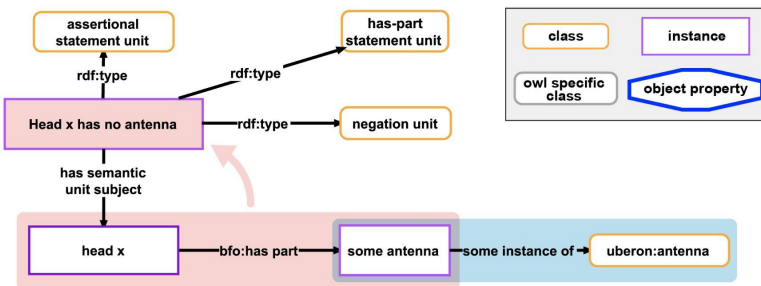 assertional
statement unit
has-part
statement unit
class
instance
rdf:type
rdf:type
owl specific
class
object property
Head x has no antenna
rdf:type
negation unit
has semantic
unit subject
head x
bfo:has part
some antenna
some instance of
uberon:antenna